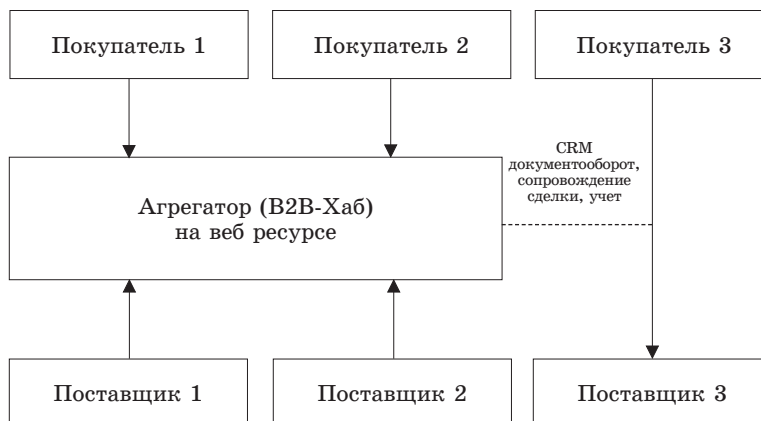 Покупатель 1
Покупатель 2
Покупатель 3
CRM
документооборот,
сопровождение
сделки, учет
Агрегатор (B2B-Хаб)
на веб ресурсе
Поставщик 1
Поставщик 2
Поставщик 3